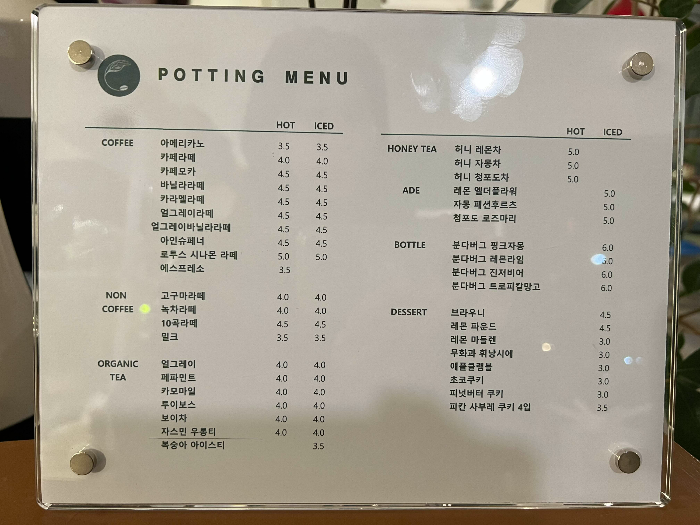 POTTING MENU
HOT ICED
COFFEE 아메리카노 3.5 3.5
카페라떼 4.0 4.0
카페모카 4.5 4.5
바닐라라떼 4.5 4.5
카라멜라떼 4.5 4.5
얼그레이라떼 4.5 4.5
얼그레이바닐라라떼 4.5 4.5
아인슈페너 4.5 4.5
로투스 시나몬 라떼 5.0 5.0
에스프레소 3.5
NON 고구마라떼 4.0 4.0
COFFEE 녹차라떼 4.0 4.0
10곡라떼 4.5 4.5
밀크 3.5 3.5
ORGANIC 얼그레이 4.0 4.0
TEA 페파민트 4.0 4.0
카모마일 4.0 4.0
루이보스 4.0 4.0
보이차 4.0 4.0
자스민 우롱티 4.0 4.0
복숭아 아이스티 3.5
HOT ICED
HONEY TEA 허니 레몬차 5.0
허니 자몽차 5.0
허니 청포도차 5.0
ADE 레몬 엘더플라워 5.0
자몽 패션후르츠 5.0
청포도 로즈마리 5.0
BOTTLE 분다버그 핑크자몽 6.0
분다버그 레몬라임 6.0
분다버그 진저비어 6.0
분다버그 트로피칼망고 6.0
DESSERT 브라우니 4.5
레몬 파운드 4.5
레몬 마들렌 3.0
무화과 휘낭시에 3.0
애플클램블 3.0
초코쿠키 3.0
피넛버터 쿠키 3.0
피칸 사부레 쿠키 4입 3.5